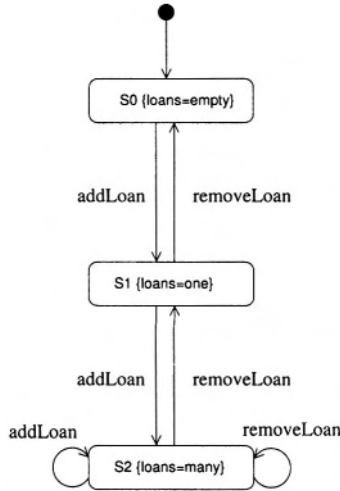 S0 {loans=empty}
addLoan removeLoan
S1 {loans=one}
addLoan removeLoan
addLoan removeLoan
S2 {loans=many}